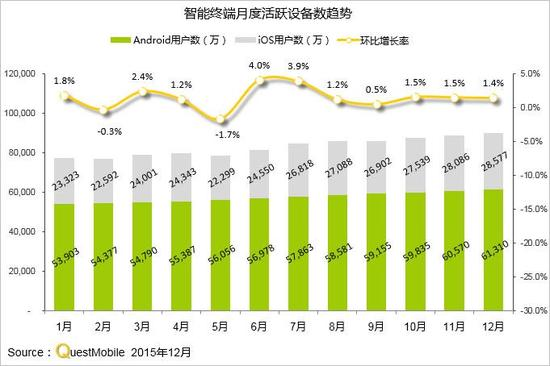 智能终端月度活跃设备数趋势
Android用户数（万） iOS用户数（万） 环比增长率
120,000
100,000
80,000
60,000
40,000
20,000
-
5.0%
0.0%
-5.0%
-10.0%
-15.0%
-20.0%
-25.0%
-30.0%
1.8% -0.3% 2.4% 1.2% -1.7% 4.0% 3.9% 1.2% 0.5% 1.5% 1.5% 1.4%
23,323 22,592 24,001 24,343 22,299 24,550 26,818 27,088 26,902 27,539 28,086 28,577
53,903 54,377 54,790 55,387 56,056 56,978 57,863 58,581 59,155 59,835 60,570 61,310
1月 2月 3月 4月 5月 6月 7月 8月 9月 10月 11月 12月
Source： QuestMobile 2015年12月